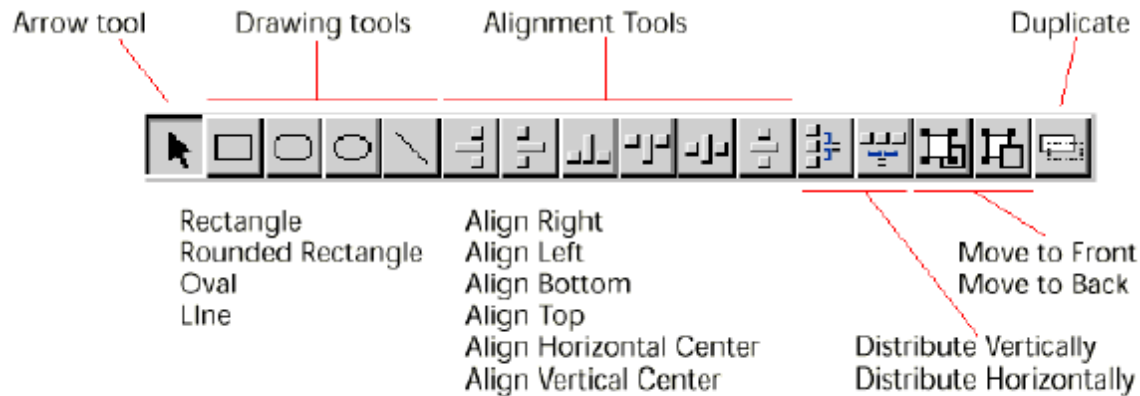 Arrow tool
Drawing tools
Alignment Tools
Duplicate
Rectangle
Rounded Rectangle
Oval
LIne
Align Right
Align Left
Align Bottom
Align Top
Align Horizontal Center
Align Vertical Center
Move to Front
Move to Back
Distribute Vertically
Distribute Horizontally